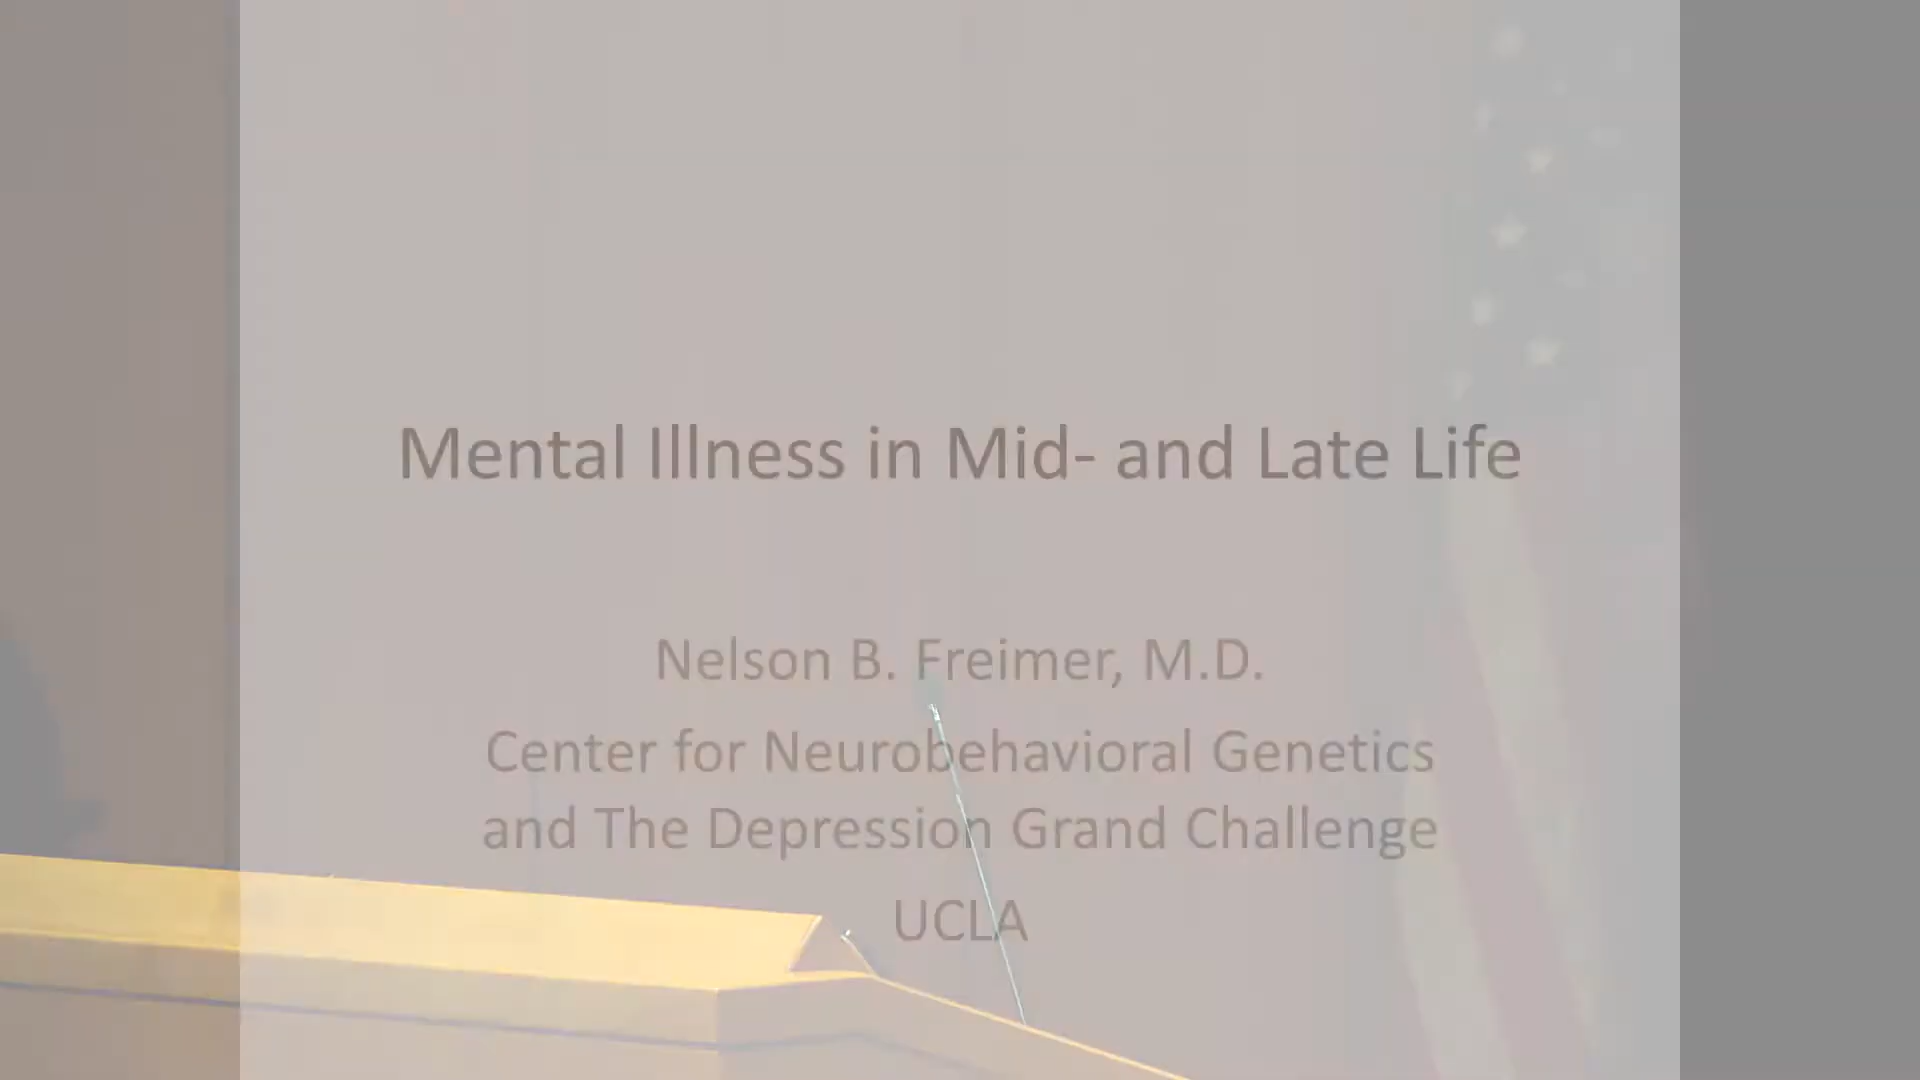 Mental Illness in Mid- and Late Life
Nelson B. Freimer, M.D.
Center for Neurobehavioral Genetics
and The Depression Grand Challenge
UCLA